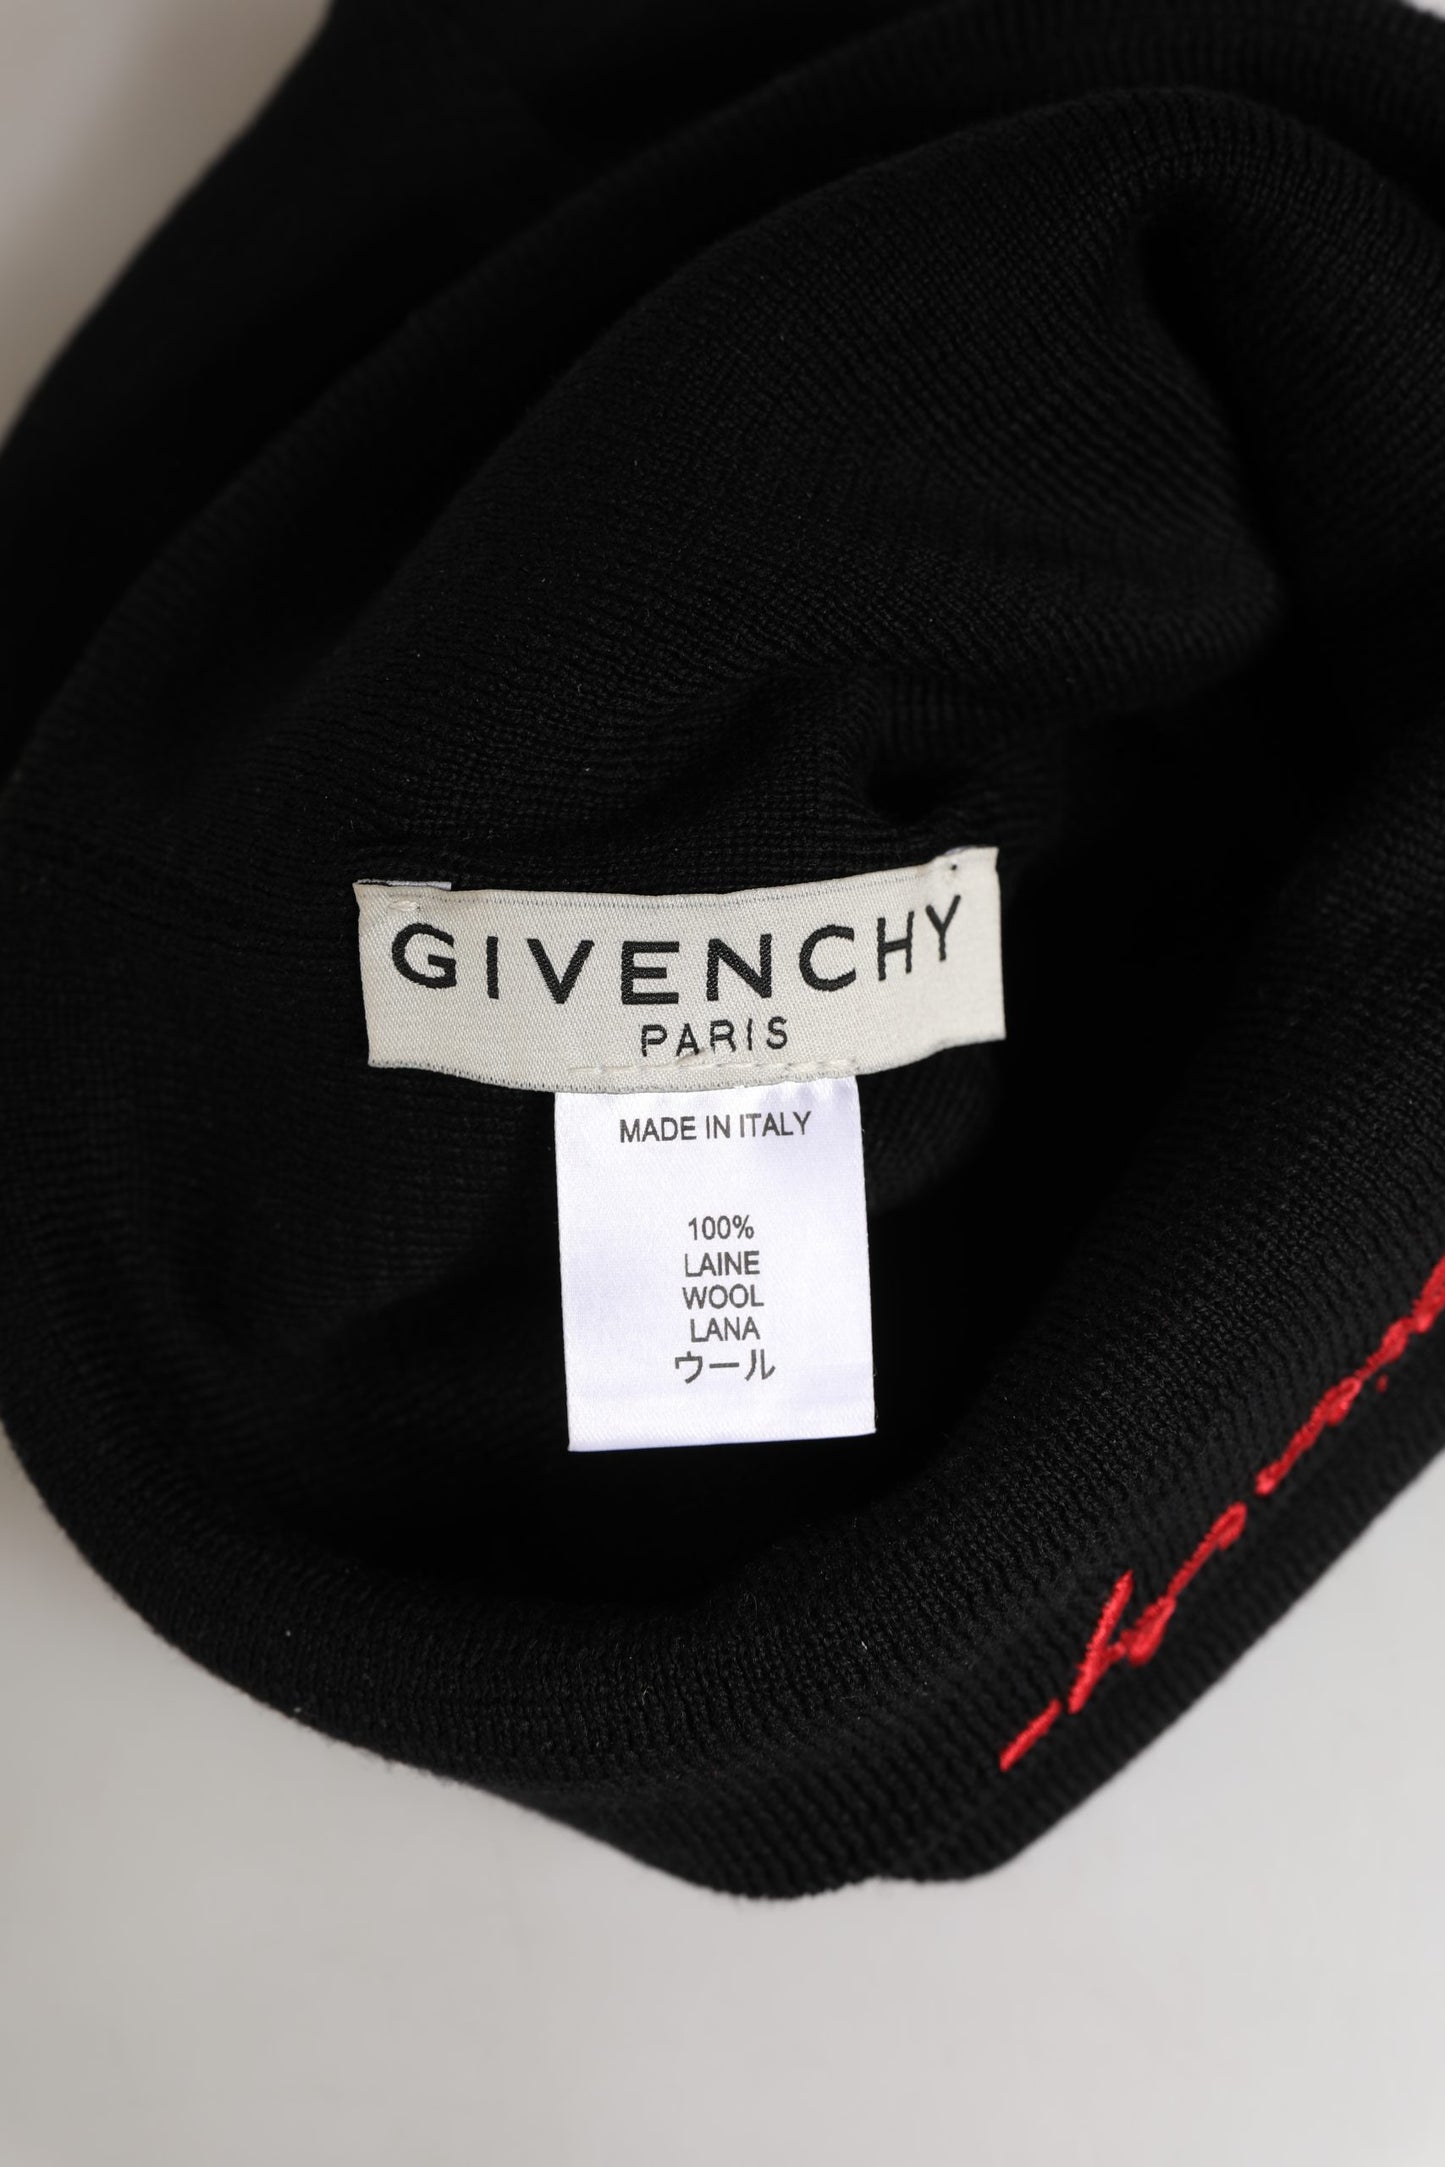 GIVENCHY
PARIS
MADE IN ITALY
100%
LAINE
WOOL
LANA
ウール